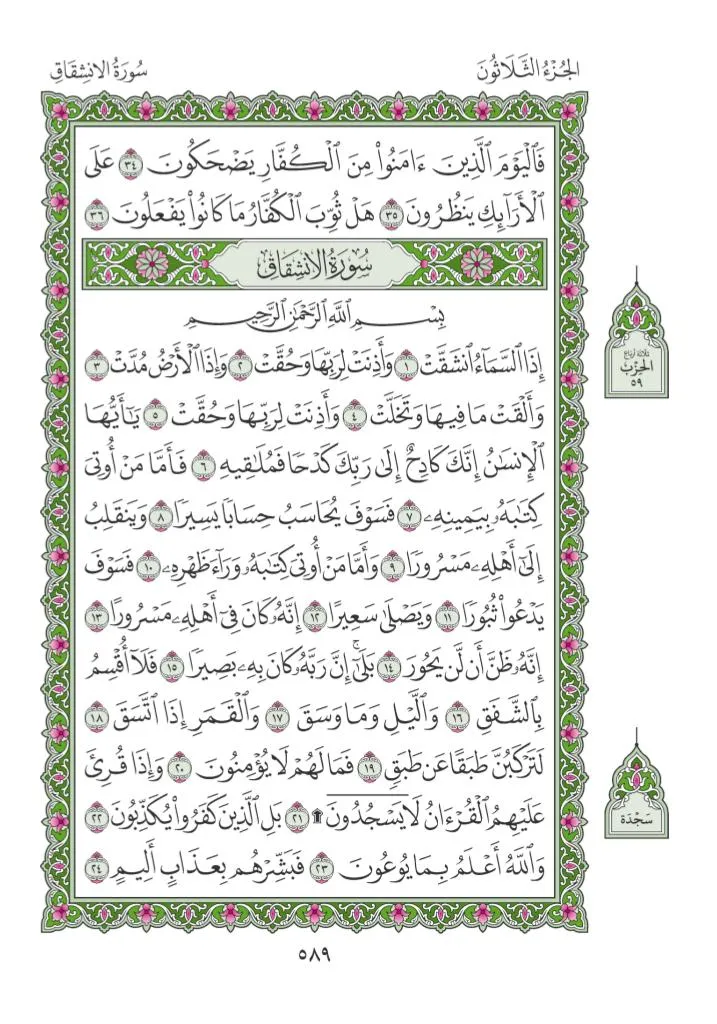 الجُزْءُ الثَّلَاثُونَ
سُورَةُ الانشِقَاقِ
فَٱلْيَوْمَ ٱلَّذِينَ ءَامَنُوا۟ مِنَ ٱلْكُفَّارِ يَضْحَكُونَ ٣٤ عَلَى
ٱلْأَرَآئِكِ يَنظُرُونَ ٣٥ هَلْ ثُوِّبَ ٱلْكُفَّارُ مَا كَانُوا۟ يَفْعَلُونَ ٣٦
سُورَةُ الانشِقَاقِ
بِسْمِ ٱللَّهِ ٱلرَّحْمَٰنِ ٱلرَّحِيمِ
إِذَا ٱلسَّمَآءُ ٱنشَقَّتْ ١ وَأَذِنَتْ لِرَبِّهَا وَحُقَّتْ ٢ وَإِذَا ٱلْأَرْضُ مُدَّتْ ٣
وَأَلْقَتْ مَا فِيهَا وَتَخَلَّتْ ٤ وَأَذِنَتْ لِرَبِّهَا وَحُقَّتْ ٥ يَٰٓأَيُّهَا
ٱلْإِنسَٰنُ إِنَّكَ كَادِحٌ إِلَىٰ رَبِّكَ كَدْحًا فَمُلَٰقِيهِ ٦ فَأَمَّا مَنْ أُوتِىَ
كِتَٰبَهُۥ بِيَمِينِهِۦ ٧ فَسَوْفَ يُحَاسَبُ حِسَابًا يَسِيرًا ٨ وَيَنقَلِبُ
إِلَىٰٓ أَهْلِهِۦ مَسْرُورًا ٩ وَأَمَّا مَنْ أُوتِىَ كِتَٰبَهُۥ وَرَآءَ ظَهْرِهِۦ ١٠ فَسَوْفَ
يَدْعُوا۟ ثُبُورًا ١١ وَيَصْلَىٰ سَعِيرًا ١٢ إِنَّهُۥ كَانَ فِىٓ أَهْلِهِۦ مَسْرُورًا ١٣
إِنَّهُۥ ظَنَّ أَن لَّن يَحُورَ ١٤ بَلَىٰٓۚ إِنَّ رَبَّهُۥ كَانَ بِهِۦ بَصِيرًا ١٥ فَلَآ أُقْسِمُ
بِٱلشَّفَقِ ١٦ وَٱلَّيْلِ وَمَا وَسَقَ ١٧ وَٱلْقَمَرِ إِذَا ٱتَّسَقَ ١٨
لَتَرْكَبُنَّ طَبَقًا عَن طَبَقٍ ١٩ فَمَا لَهُمْ لَا يُؤْمِنُونَ ٢٠ وَإِذَا قُرِئَ
عَلَيْهِمُ ٱلْقُرْءَانُ لَا يَسْجُدُونَ ۩ ٢١ بَلِ ٱلَّذِينَ كَفَرُوا۟ يُكَذِّبُونَ ٢٢
وَٱللَّهُ أَعْلَمُ بِمَا يُوعُونَ ٢٣ فَبَشِّرْهُم بِعَذَابٍ أَلِيمٍ ٢٤
ثلاثة أرباع
الحِزْب
٥٩
سَجْدَة
٥٨٩